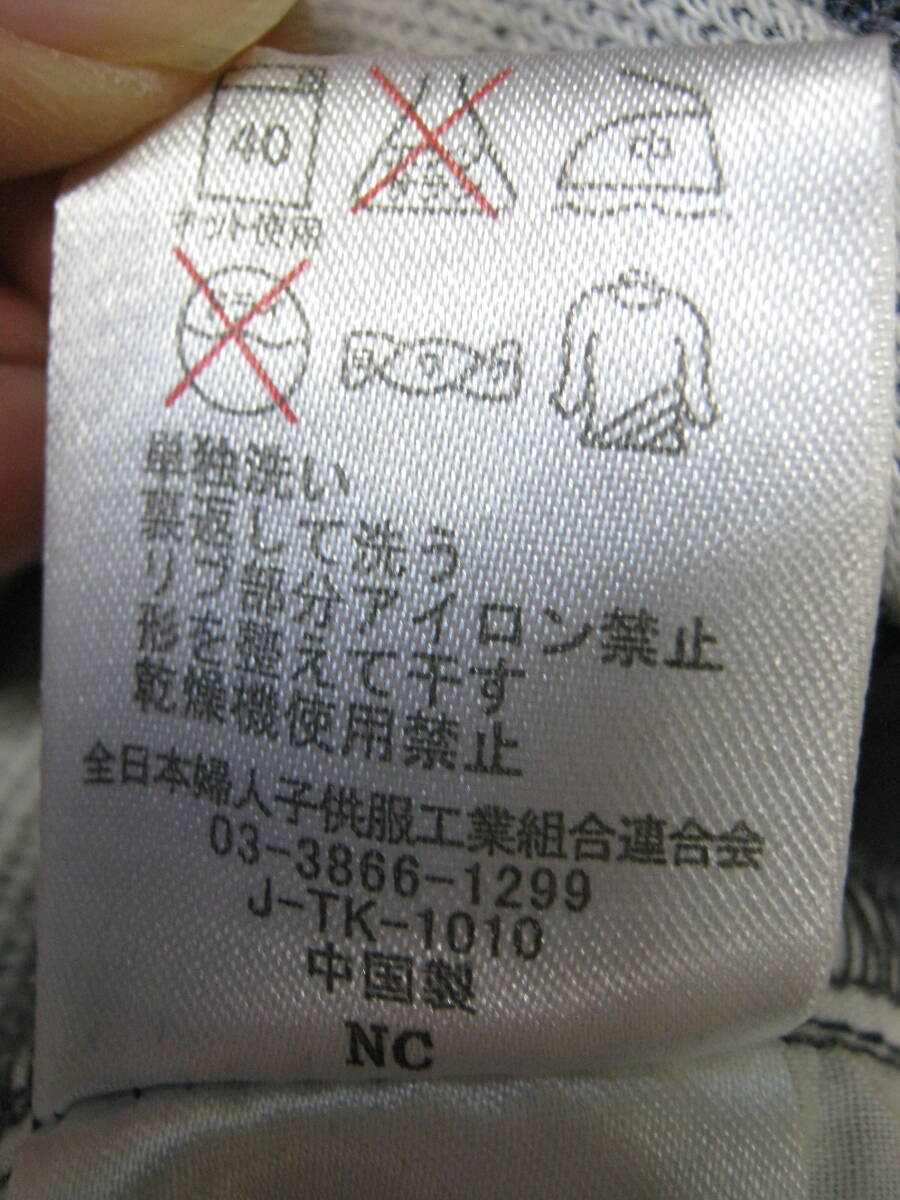 40
中
ネット使用
単独洗い
裏返して洗う
プリ部分アイロン禁止
形を整えて干す
乾燥機使用禁止
全日本婦人子供服工業組合連合会
03-3866-1299
J-TK-1010
中国製
NC